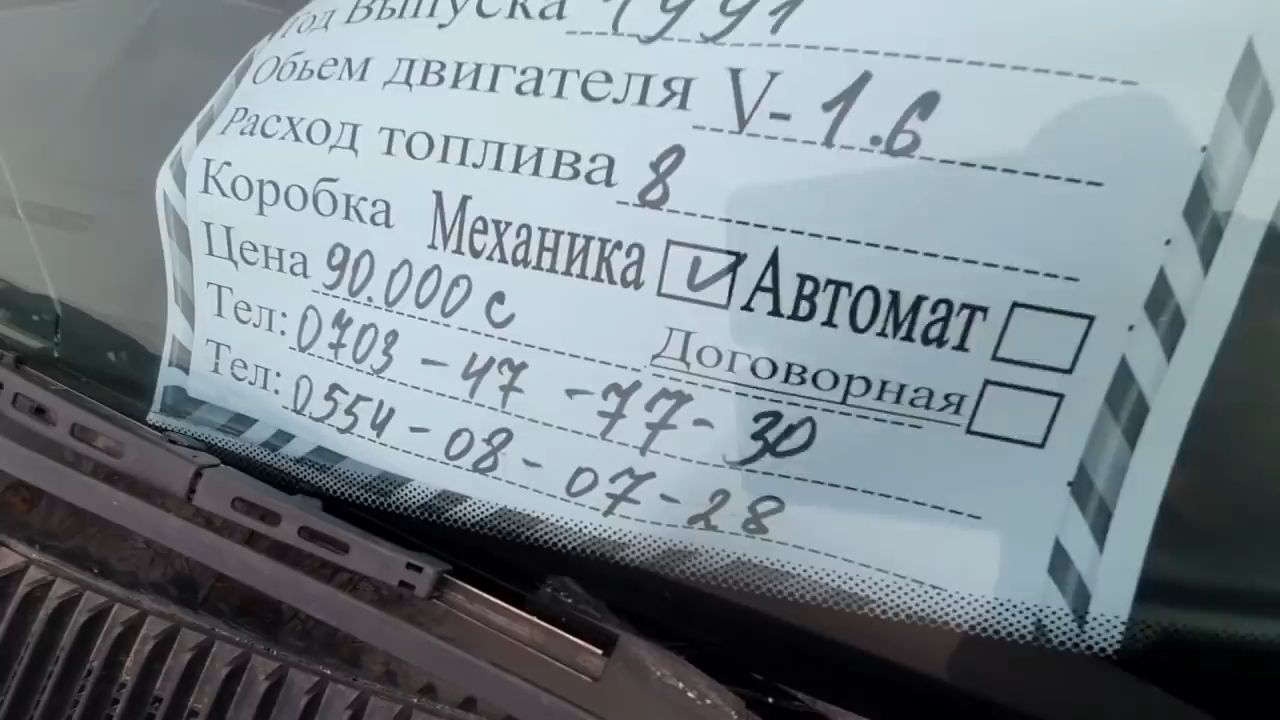 Год Выпуска 1991
Обьем двигателя V-1.6
Расход топлива 8
Коробка Механика Автомат
Цена 90.000 с Договорная
Тел: 0703-47-77-30
Тел: 0554-08-07-28